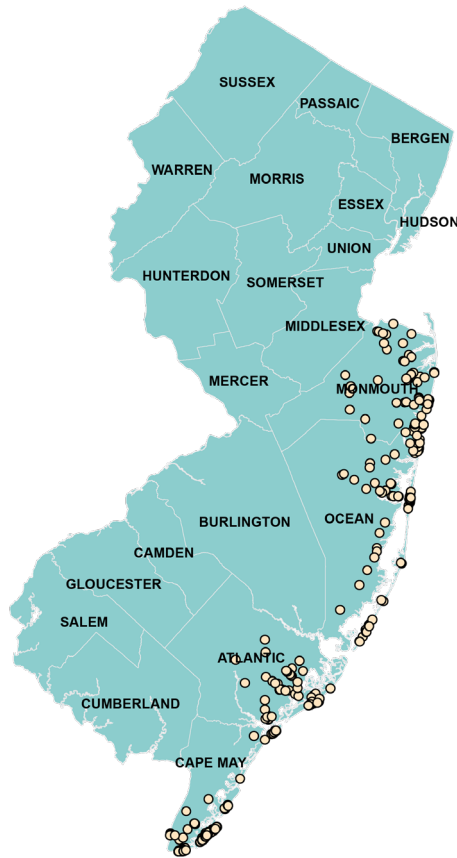 SUSSEX
PASSAIC
BERGEN
WARREN
MORRIS
ESSEX
HUDSON
UNION
HUNTERDON
SOMERSET
MIDDLESEX
MERCER
MONMOUTH
OCEAN
BURLINGTON
CAMDEN
GLOUCESTER
SALEM
ATLANTIC
CUMBERLAND
CAPE MAY